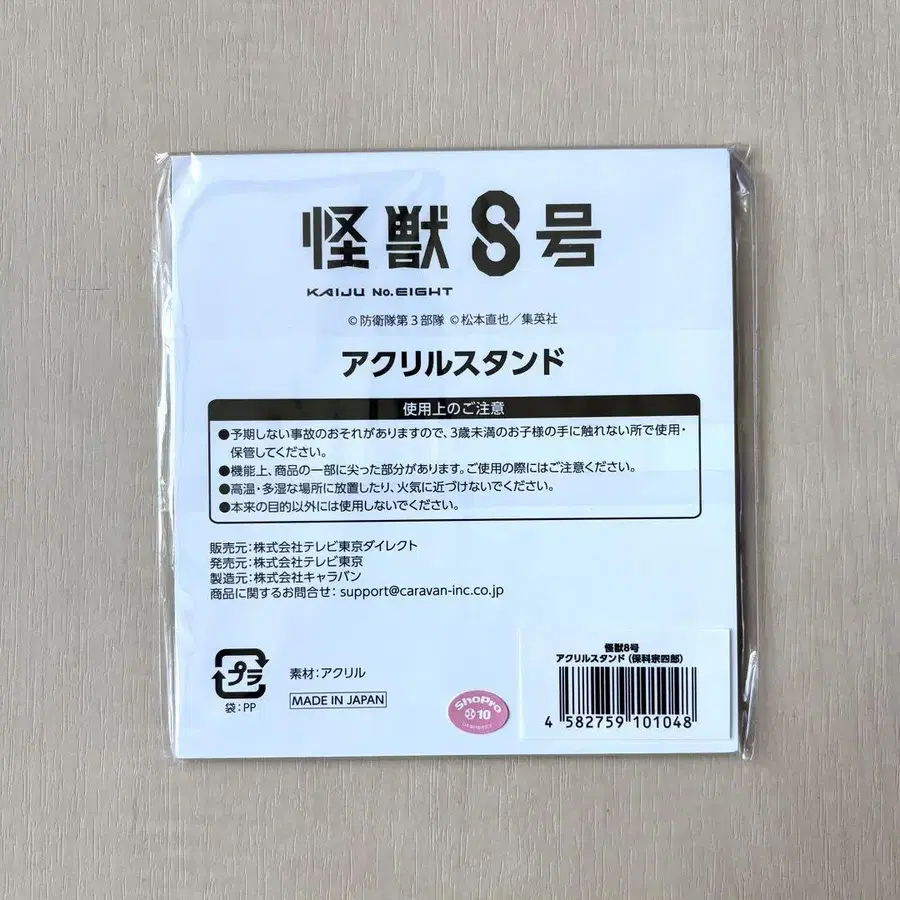 怪獣8号
KAIJU No.EIGHT
©防衛隊第3部隊 ©松本直也／集英社
アクリルスタンド
使用上のご注意
●予期しない事故のおそれがありますので、3歳未満のお子様の手に触れない所で使用・
保管してください。
●機能上、商品の一部に尖った部分があります。ご使用の際にはご注意ください。
●高温・多湿な場所に放置したり、火気に近づけないでください。
●本来の目的以外には使用しないでください。
販売元：株式会社テレビ東京ダイレクト
発売元：株式会社テレビ東京
製造元：株式会社キャラバン
商品に関するお問合せ： support@caravan-inc.co.jp
プラ
袋：PP
素材：アクリル
MADE IN JAPAN
ShoPro
10
怪獣8号
アクリルスタンド（保科宗四郎）
4 582759 101048